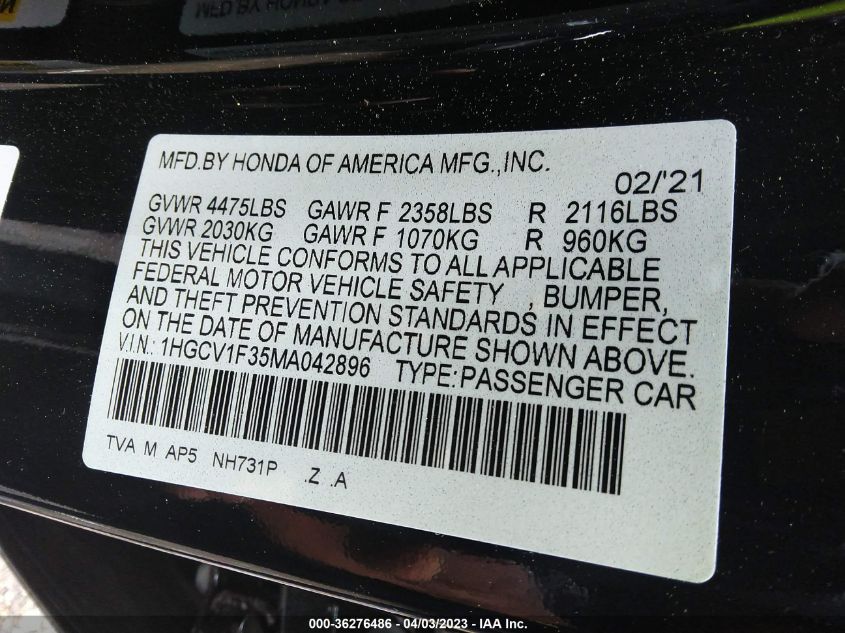 MFD.BY HONDA OF AMERICA MFG.,INC.
02/'21
GVWR 4475LBS GAWR F 2358LBS R 2116LBS
GVWR 2030KG GAWR F 1070KG R 960KG
THIS VEHICLE CONFORMS TO ALL APPLICABLE
FEDERAL MOTOR VEHICLE SAFETY , BUMPER,
AND THEFT PREVENTION STANDARDS IN EFFECT
ON THE DATE OF MANUFACTURE SHOWN ABOVE.
V.I.N.: 1HGCV1F35MA042896 TYPE:PASSENGER CAR
TVA M AP5 NH731P .Z .A
000-36276486 - 04/03/2023 - IAA Inc.